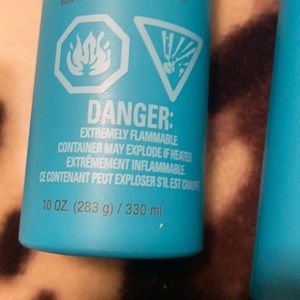 DANGER:
EXTREMELY FLAMMABLE
CONTAINER MAY EXPLODE IF HEATED
EXTRÊMEMENT INFLAMMABLE
CE CONTENANT PEUT EXPLOSER S'IL EST CHAUFFÉ
10 OZ. (283 g) / 330 ml